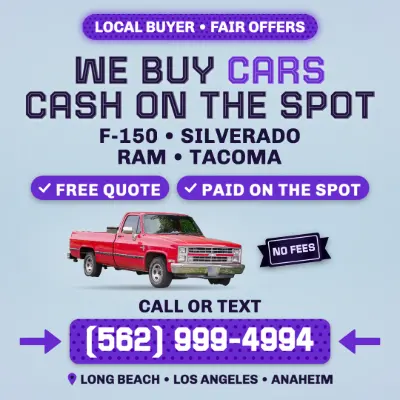 LOCAL BUYER • FAIR OFFERS
WE BUY CARS
CASH ON THE SPOT
F-150 • SILVERADO
RAM • TACOMA
✓ FREE QUOTE
✓ PAID ON THE SPOT
NO FEES
CALL OR TEXT
(562) 999-4994
LONG BEACH • LOS ANGELES • ANAHEIM